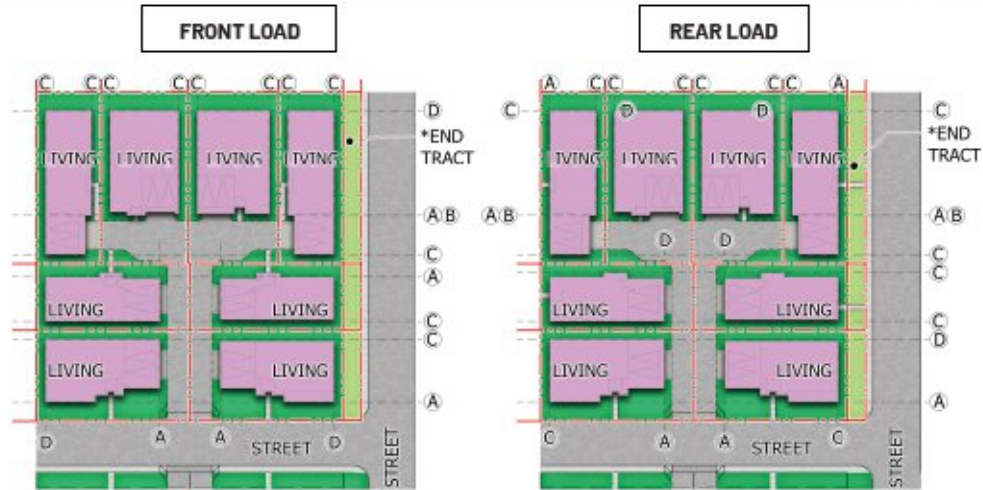 FRONT LOAD
C C C C C C C C
D
*END
TRACT
LIVING LIVING LIVING LIVING
A B
C
A
LIVING LIVING
C
C
LIVING LIVING
A
D A A D
STREET
STREET
REAR LOAD
A C C C C C C A
C D D C
*END
TRACT
LIVING LIVING LIVING LIVING
A B A B
D D
C
C
LIVING LIVING
C
D
LIVING LIVING
A
C A A C
STREET
STREET